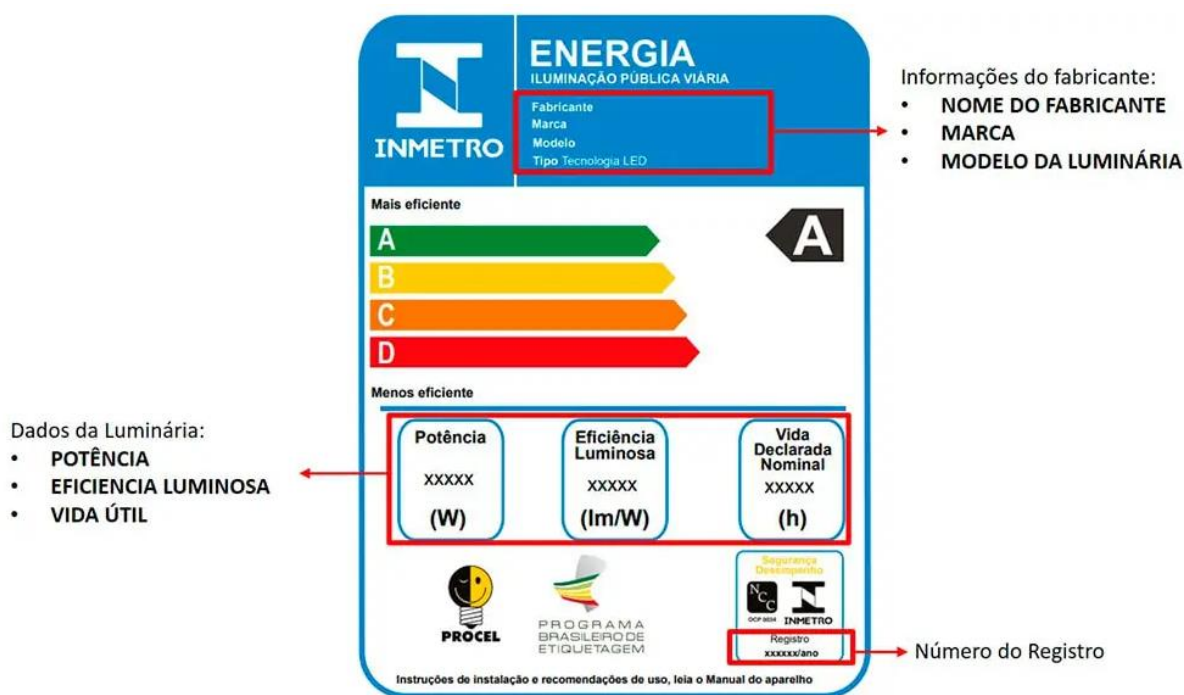 ENERGIA
ILUMINAÇÃO PÚBLICA VIÁRIA
INMETRO
Fabricante
Marca
Modelo
Tipo Tecnologia LED
Informações do fabricante:
• NOME DO FABRICANTE
• MARCA
• MODELO DA LUMINÁRIA
Mais eficiente
A
A
B
C
D
Menos eficiente
Dados da Luminária:
• POTÊNCIA
• EFICIENCIA LUMINOSA
• VIDA ÚTIL
Potência
xxxxx
(W)
Eficiência
Luminosa
xxxxx
(lm/W)
Vida
Declarada
Nominal
xxxxx
(h)
PROCEL
PROGRAMA
BRASILEIRO DE
ETIQUETAGEM
Segurança
Desempenho
NCC
OCP 0034
INMETRO
Registro
xxxxxx/ano
Número do Registro
Instruções de instalação e recomendações de uso, leia o Manual do aparelho